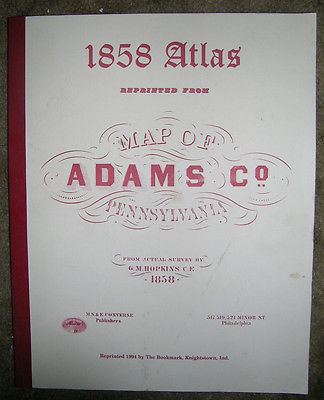 1858 Atlas
REPRINTED FROM
MAP OF
ADAMS Co.
PENNSYLVANIA
FROM ACTUAL SURVEY BY
G.M. HOPKINS C.E
1858
M.S. & E. CONVERSE
Publishers.
517, 519, 521 MINOR ST
Philadelphia
Reprinted 1994 by The Bookmark, Knightstown, Ind.